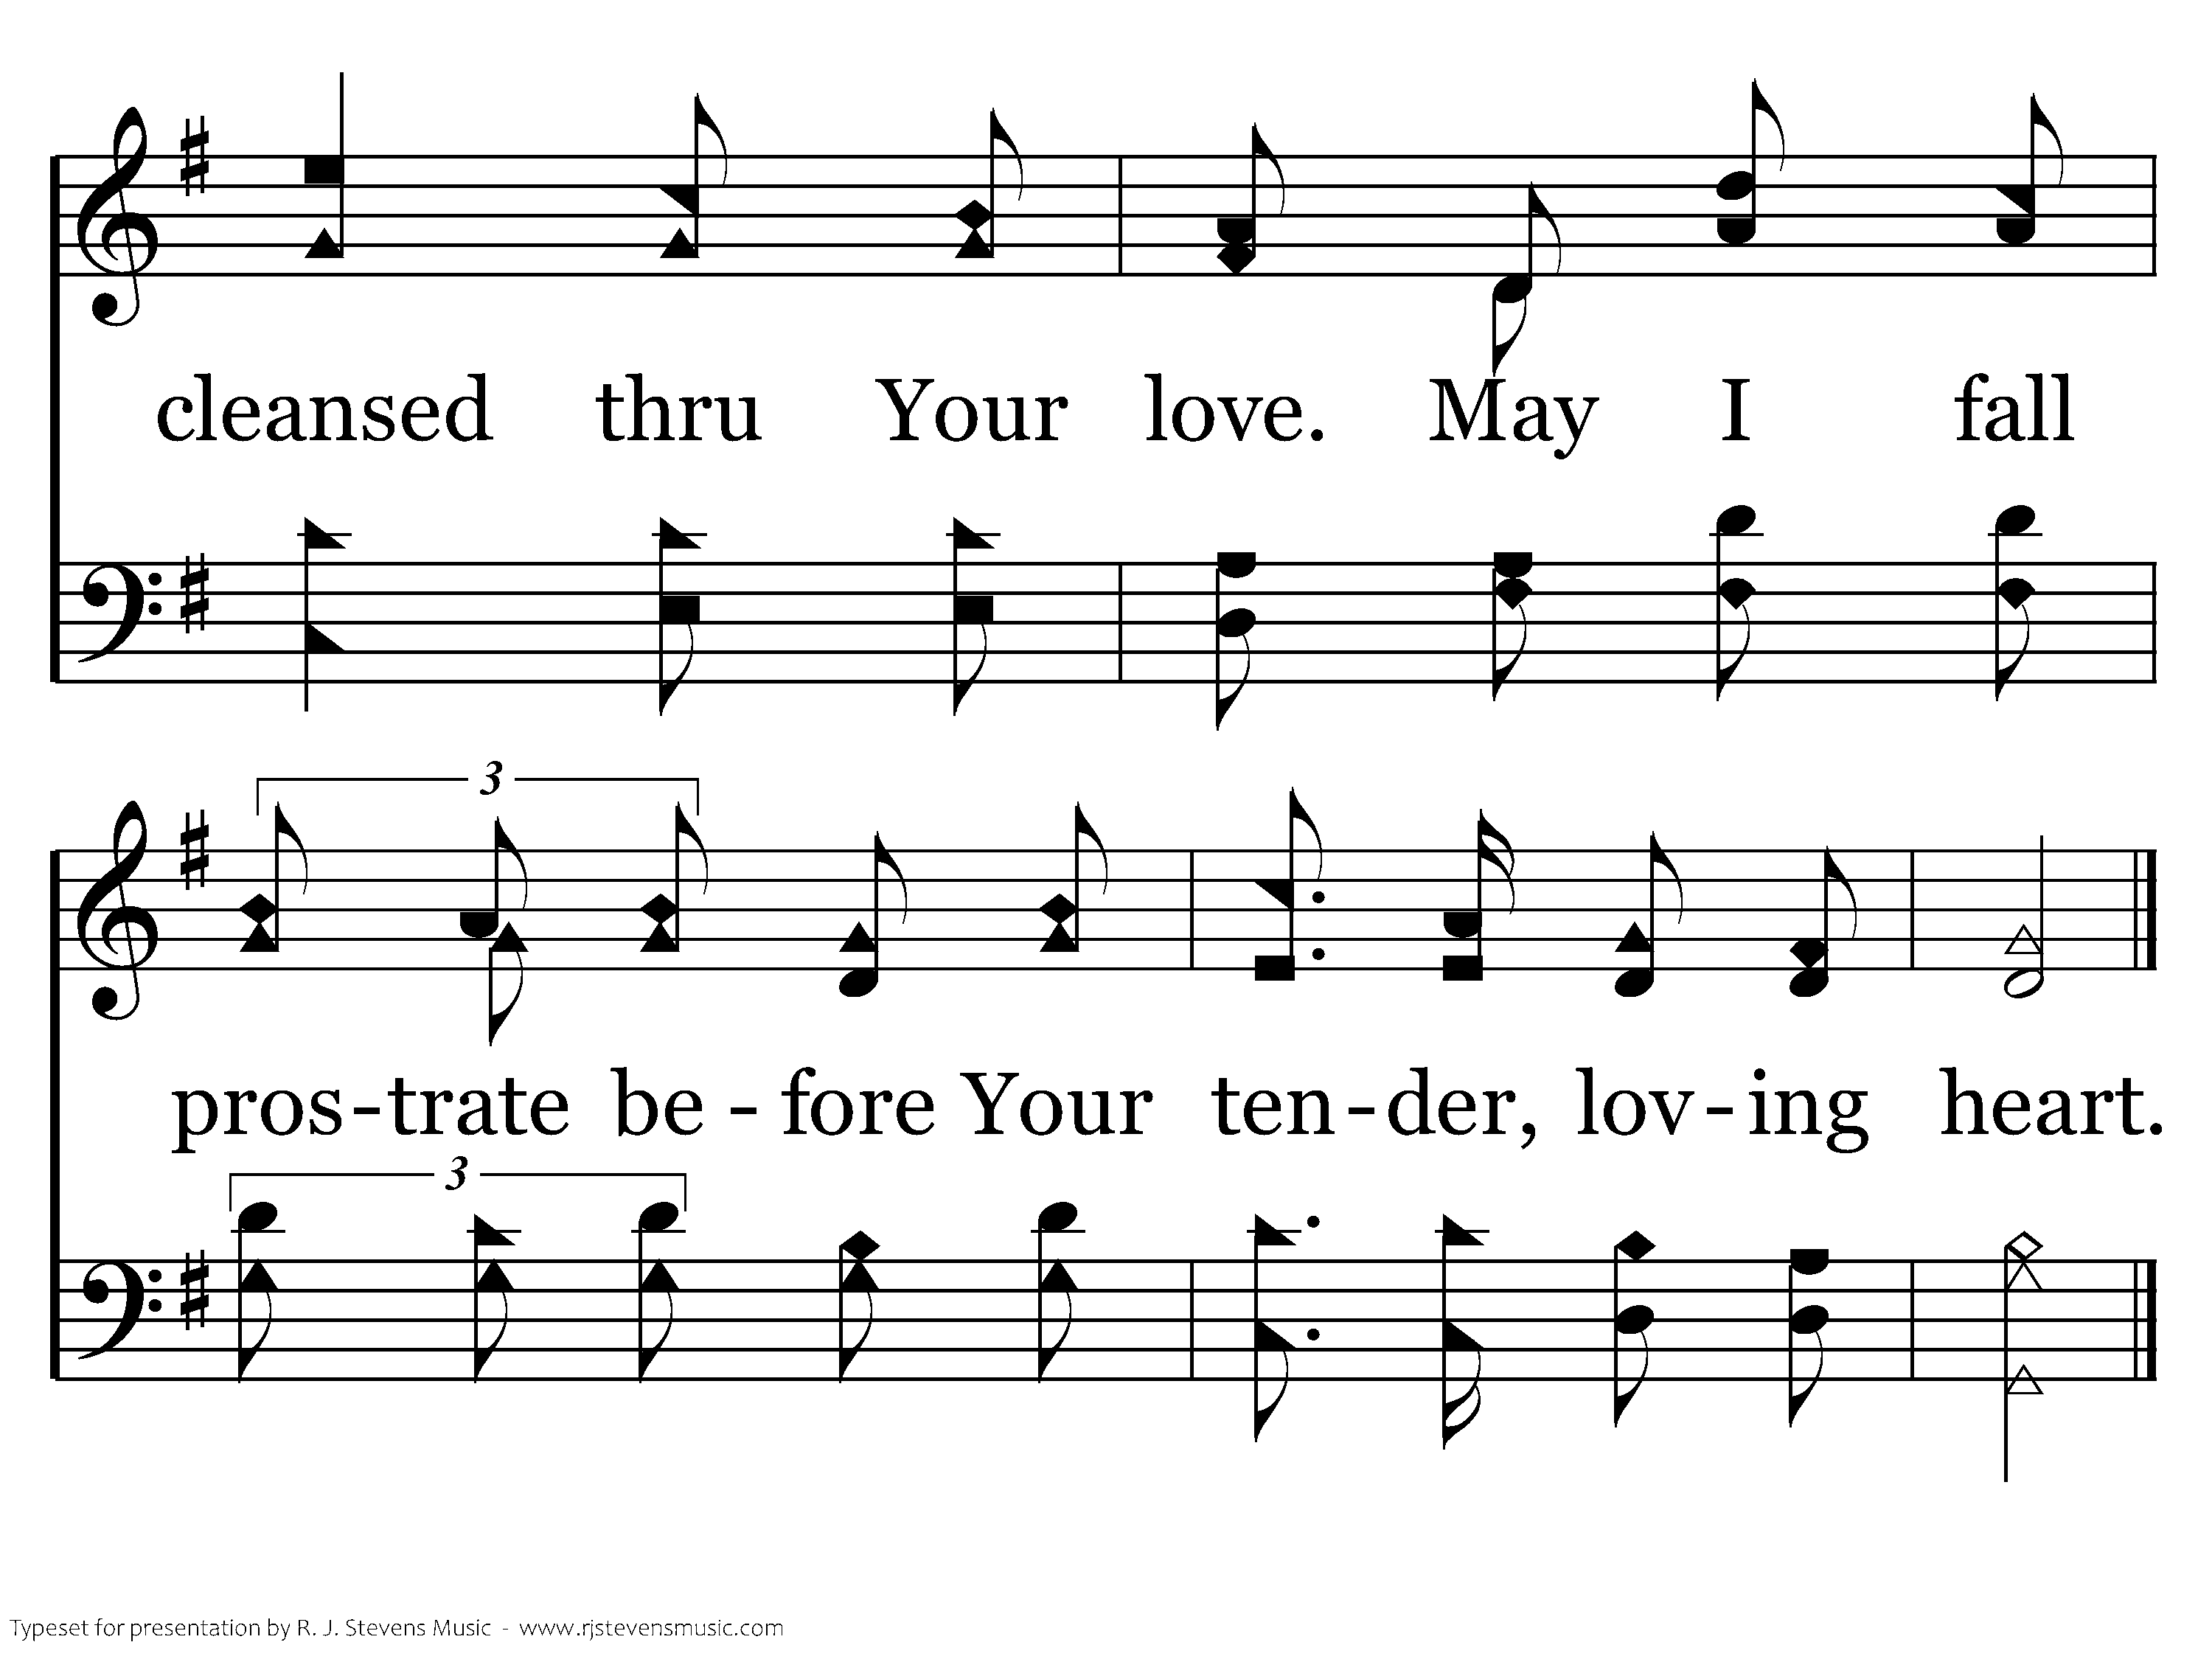 cleansed thru Your love. May I fall
3
pros-trate be-fore Your ten-der, lov-ing heart.
3
Typeset for presentation by R. J. Stevens Music - www.rjstevensmusic.com